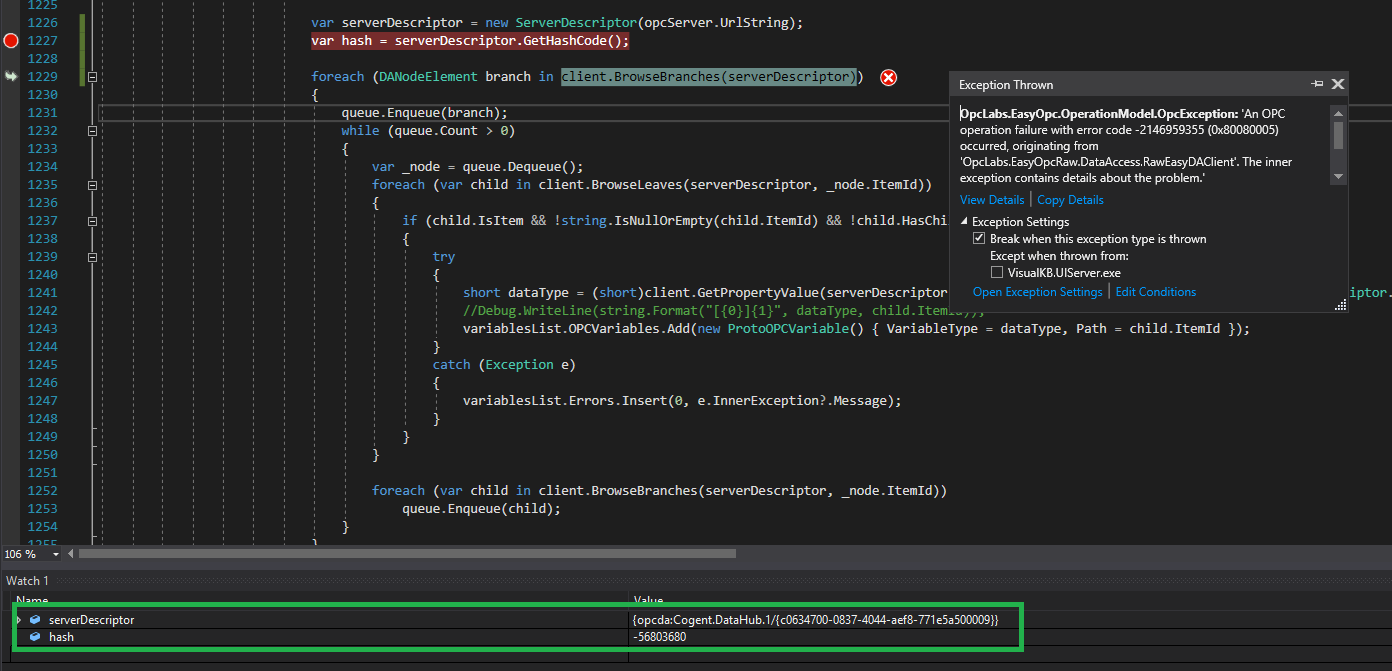 1225
1226 var serverDescriptor = new ServerDescriptor(opcServer.UrlString);
1227 var hash = serverDescriptor.GetHashCode();
1228
1229 foreach (DANodeElement branch in client.BrowseBranches(serverDescriptor))
1230 {
1231 queue.Enqueue(branch);
1232 while (queue.Count > 0)
1233 {
1234 var _node = queue.Dequeue();
1235 foreach (var child in client.BrowseLeaves(serverDescriptor, _node.ItemId))
1236 {
1237 if (child.IsItem && !string.IsNullOrEmpty(child.ItemId) && !child.HasChi
1238 {
1239 try
1240 {
1241 short dataType = (short)client.GetPropertyValue(serverDescriptor iptor.
1242 //Debug.WriteLine(string.Format("[{0}]{1}", dataType, child.ItemId));
1243 variablesList.OPCVariables.Add(new ProtoOPCVariable() { VariableType = dataType, Path = child.ItemId });
1244 }
1245 catch (Exception e)
1246 {
1247 variablesList.Errors.Insert(0, e.InnerException?.Message);
1248 }
1249 }
1250 }
1251
1252 foreach (var child in client.BrowseBranches(serverDescriptor, _node.ItemId))
1253 queue.Enqueue(child);
1254 }
1255 }
Exception Thrown
OpcLabs.EasyOpc.OperationModel.OpcException: 'An OPC
operation failure with error code -2146959355 (0x80080005)
occurred, originating from
'OpcLabs.EasyOpcRaw.DataAccess.RawEasyDAClient'. The inner
exception contains details about the problem.'
View Details | Copy Details
Exception Settings
Break when this exception type is thrown
Except when thrown from:
VisualKB.UIServer.exe
Open Exception Settings | Edit Conditions
106 %
Watch 1
Name Value
serverDescriptor {opcda:Cogent.DataHub.1/{c0634700-0837-4044-aef8-771e5a500009}}
hash -56803680